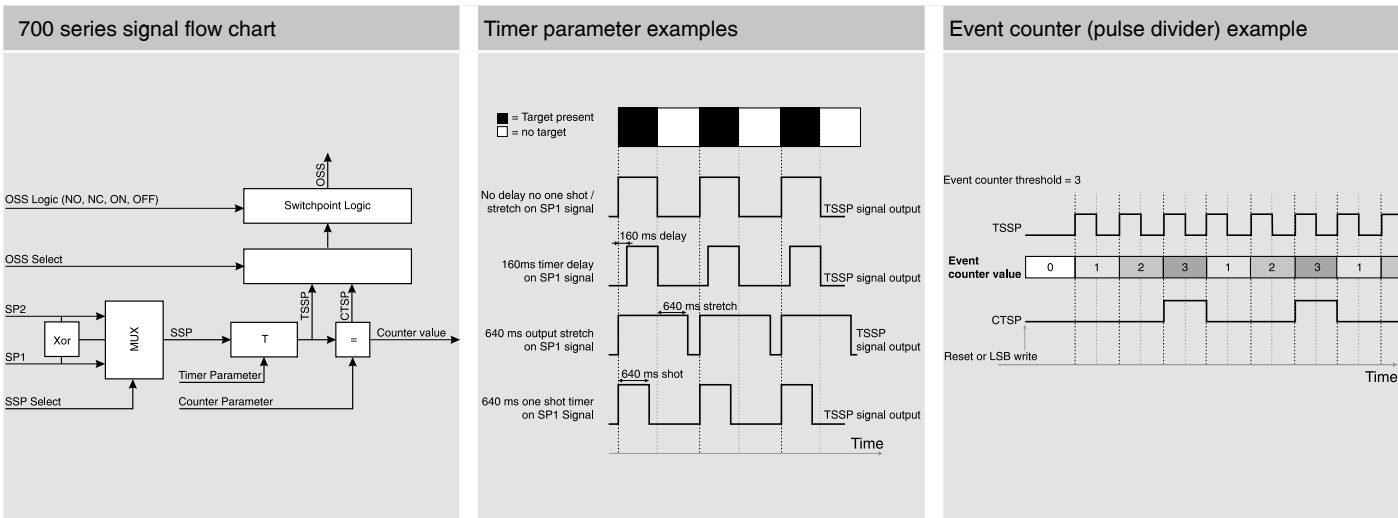 700 series signal flow chart
OSS
OSS Logic (NO, NC, ON, OFF)
Switchpoint Logic
OSS Select
TSSP
CTSP
SP2
Xor
MUX
SSP
T
=
Counter value
SP1
Timer Parameter
SSP Select
Counter Parameter
Timer parameter examples
= Target present
= no target
No delay no one shot /
stretch on SP1 signal
TSSP signal output
160 ms delay
160ms timer delay
on SP1 signal
TSSP signal output
640 ms stretch
640 ms output stretch
on SP1 signal
TSSP
signal output
640 ms shot
640 ms one shot timer
on SP1 Signal
TSSP signal output
Time
Event counter (pulse divider) example
Event counter threshold = 3
TSSP
Event
counter value
0 1 2 3 1 2 3 1
CTSP
Reset or LSB write
Time